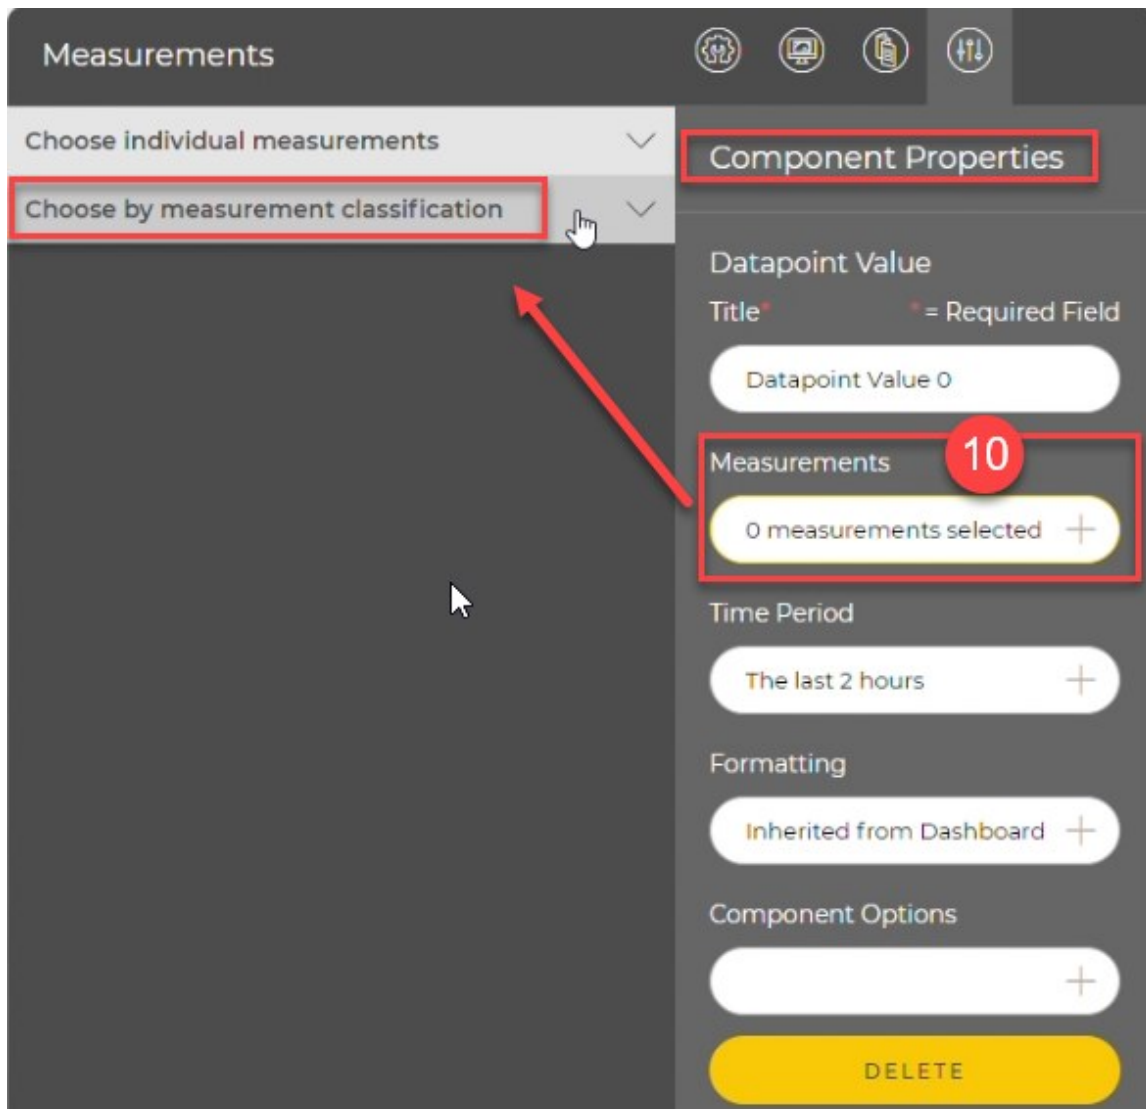 Measurements
Choose individual measurements
Choose by measurement classification
Component Properties
Datapoint Value
Title* * = Required Field
Datapoint Value 0
10
Measurements
0 measurements selected
Time Period
The last 2 hours
Formatting
Inherited from Dashboard
Component Options
DELETE